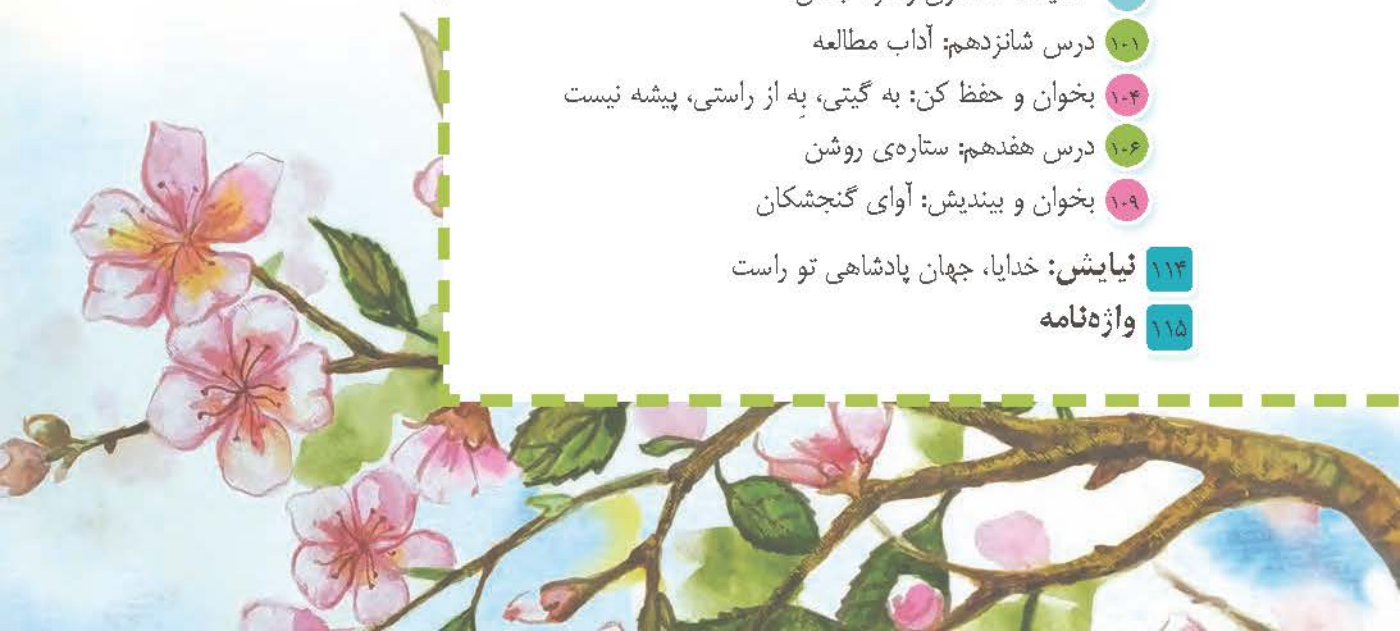 ۱۰۱ درس شانزدهم: آداب مطالعه
۱۰۴ بخوان و حفظ کن: به گیتی، بِه از راستی، پیشه نیست
۱۰۶ درس هفدهم: ستاره‌ی روشن
۱۰۹ بخوان و بیندیش: آوای گنجشکان
۱۱۴ نیایش: خدایا، جهان پادشاهی تو راست
۱۱۵ واژه‌نامه